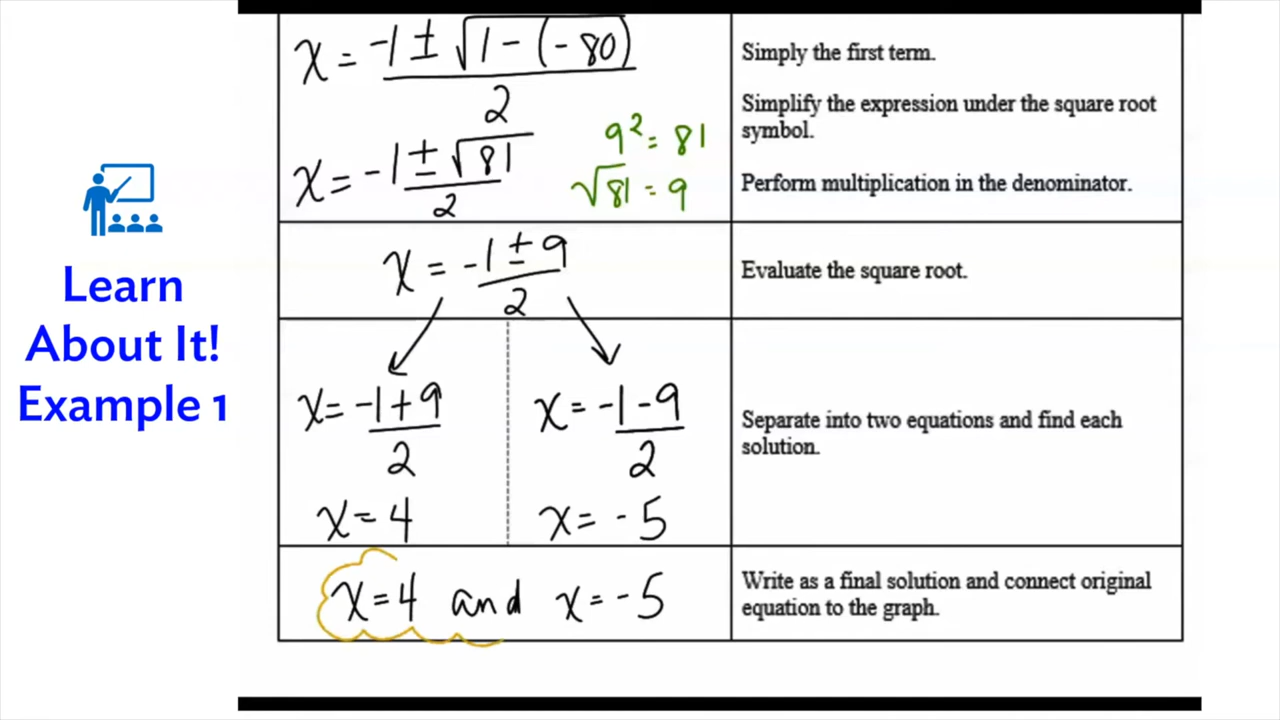 Learn
About It!
Example 1
x = -1 ± √1 - (-80)
2
Simply the first term.
Simplify the expression under the square root
symbol.
x = -1 ± √81
2
9² = 81
√81 = 9
Perform multiplication in the denominator.
x = -1 ± 9
2
Evaluate the square root.
x = -1 + 9
2
x = 4
x = -1 - 9
2
x = -5
Separate into two equations and find each
solution.
x = 4 and x = -5
Write as a final solution and connect original
equation to the graph.